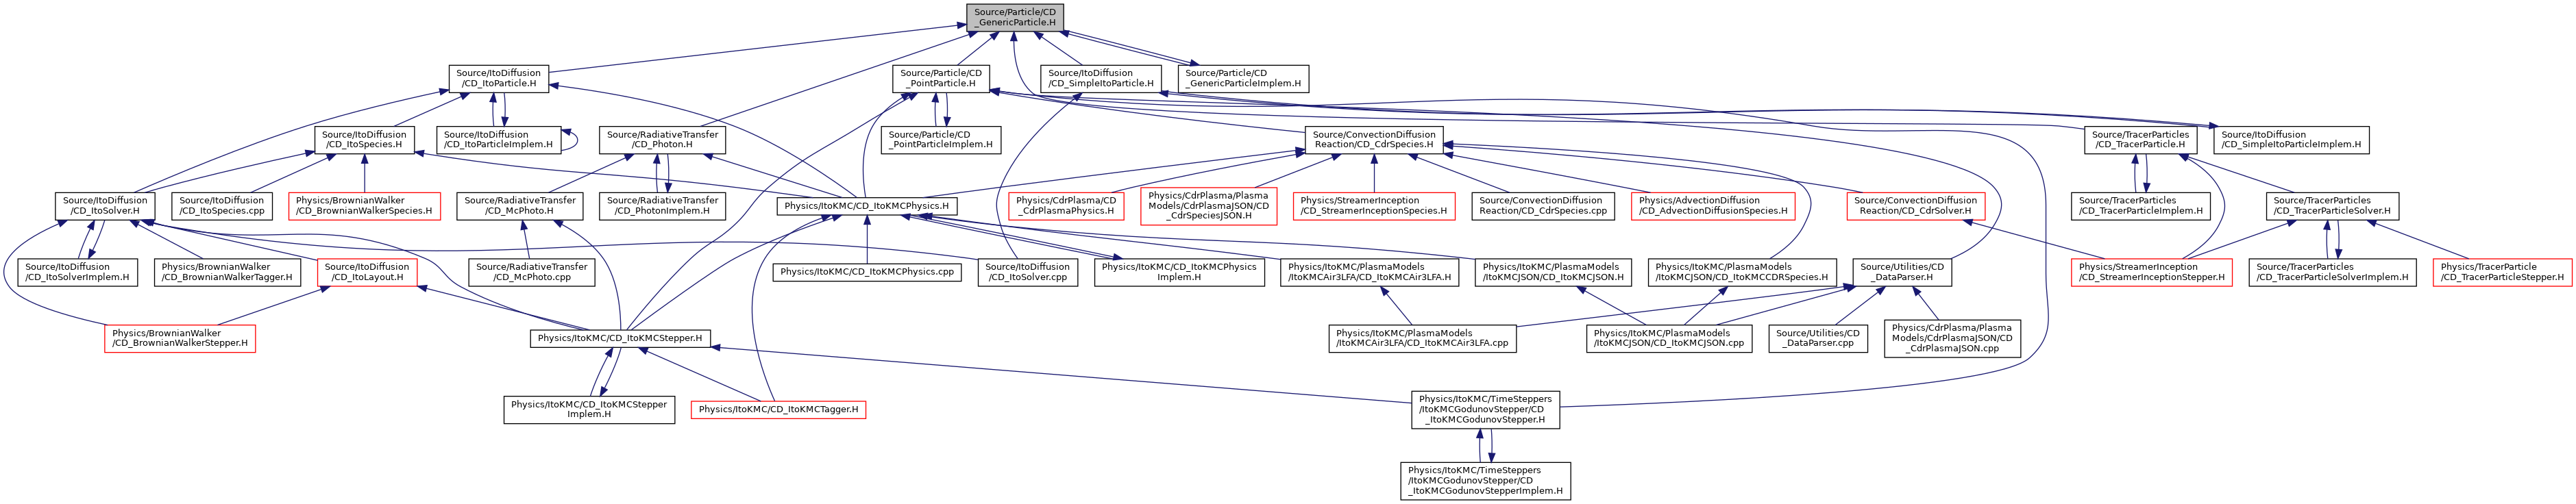 Source/Particle/CD
_GenericParticle.H
Source/ItoDiffusion
/CD_ItoParticle.H
Source/Particle/CD
_PointParticle.H
Source/ItoDiffusion
/CD_SimpleItoParticle.H
Source/Particle/CD
_GenericParticleImplem.H
Source/ItoDiffusion
/CD_ItoSpecies.H
Source/ItoDiffusion
/CD_ItoParticleImplem.H
Source/RadiativeTransfer
/CD_Photon.H
Source/Particle/CD
_PointParticleImplem.H
Source/ConvectionDiffusion
Reaction/CD_CdrSpecies.H
Source/TracerParticles
/CD_TracerParticle.H
Source/ItoDiffusion
/CD_SimpleItoParticleImplem.H
Source/ItoDiffusion
/CD_ItoSolver.H
Source/ItoDiffusion
/CD_ItoSpecies.cpp
Physics/BrownianWalker
/CD_BrownianWalkerSpecies.H
Source/RadiativeTransfer
/CD_McPhoto.H
Source/RadiativeTransfer
/CD_PhotonImplem.H
Physics/ItoKMC/CD_ItoKMCPhysics.H
Physics/CdrPlasma/CD
_CdrPlasmaPhysics.H
Physics/CdrPlasma/Plasma
Models/CdrPlasmaJSON/CD
_CdrSpeciesJSON.H
Physics/StreamerInception
/CD_StreamerInceptionSpecies.H
Source/ConvectionDiffusion
Reaction/CD_CdrSpecies.cpp
Physics/AdvectionDiffusion
/CD_AdvectionDiffusionSpecies.H
Source/ConvectionDiffusion
Reaction/CD_CdrSolver.H
Source/TracerParticles
/CD_TracerParticleImplem.H
Source/TracerParticles
/CD_TracerParticleSolver.H
Source/ItoDiffusion
/CD_ItoSolverImplem.H
Physics/BrownianWalker
/CD_BrownianWalkerTagger.H
Source/ItoDiffusion
/CD_ItoLayout.H
Source/RadiativeTransfer
/CD_McPhoto.cpp
Physics/ItoKMC/CD_ItoKMCPhysics.cpp
Source/ItoDiffusion
/CD_ItoSolver.cpp
Physics/ItoKMC/CD_ItoKMCPhysics
Implem.H
Physics/ItoKMC/PlasmaModels
/ItoKMCAir3LFA/CD_ItoKMCAir3LFA.H
Physics/ItoKMC/PlasmaModels
/ItoKMCJSON/CD_ItoKMCJSON.H
Physics/ItoKMC/PlasmaModels
/ItoKMCJSON/CD_ItoKMCCDRSpecies.H
Source/Utilities/CD
_DataParser.H
Physics/StreamerInception
/CD_StreamerInceptionStepper.H
Source/TracerParticles
/CD_TracerParticleSolverImplem.H
Physics/TracerParticle
/CD_TracerParticleStepper.H
Physics/BrownianWalker
/CD_BrownianWalkerStepper.H
Physics/ItoKMC/CD_ItoKMCStepper.H
Physics/ItoKMC/PlasmaModels
/ItoKMCAir3LFA/CD_ItoKMCAir3LFA.cpp
Physics/ItoKMC/PlasmaModels
/ItoKMCJSON/CD_ItoKMCJSON.cpp
Source/Utilities/CD
_DataParser.cpp
Physics/CdrPlasma/Plasma
Models/CdrPlasmaJSON/CD
_CdrPlasmaJSON.cpp
Physics/ItoKMC/CD_ItoKMCStepper
Implem.H
Physics/ItoKMC/CD_ItoKMCTagger.H
Physics/ItoKMC/TimeSteppers
/ItoKMCGodunovStepper/CD
_ItoKMCGodunovStepper.H
Physics/ItoKMC/TimeSteppers
/ItoKMCGodunovStepper/CD
_ItoKMCGodunovStepperImplem.H